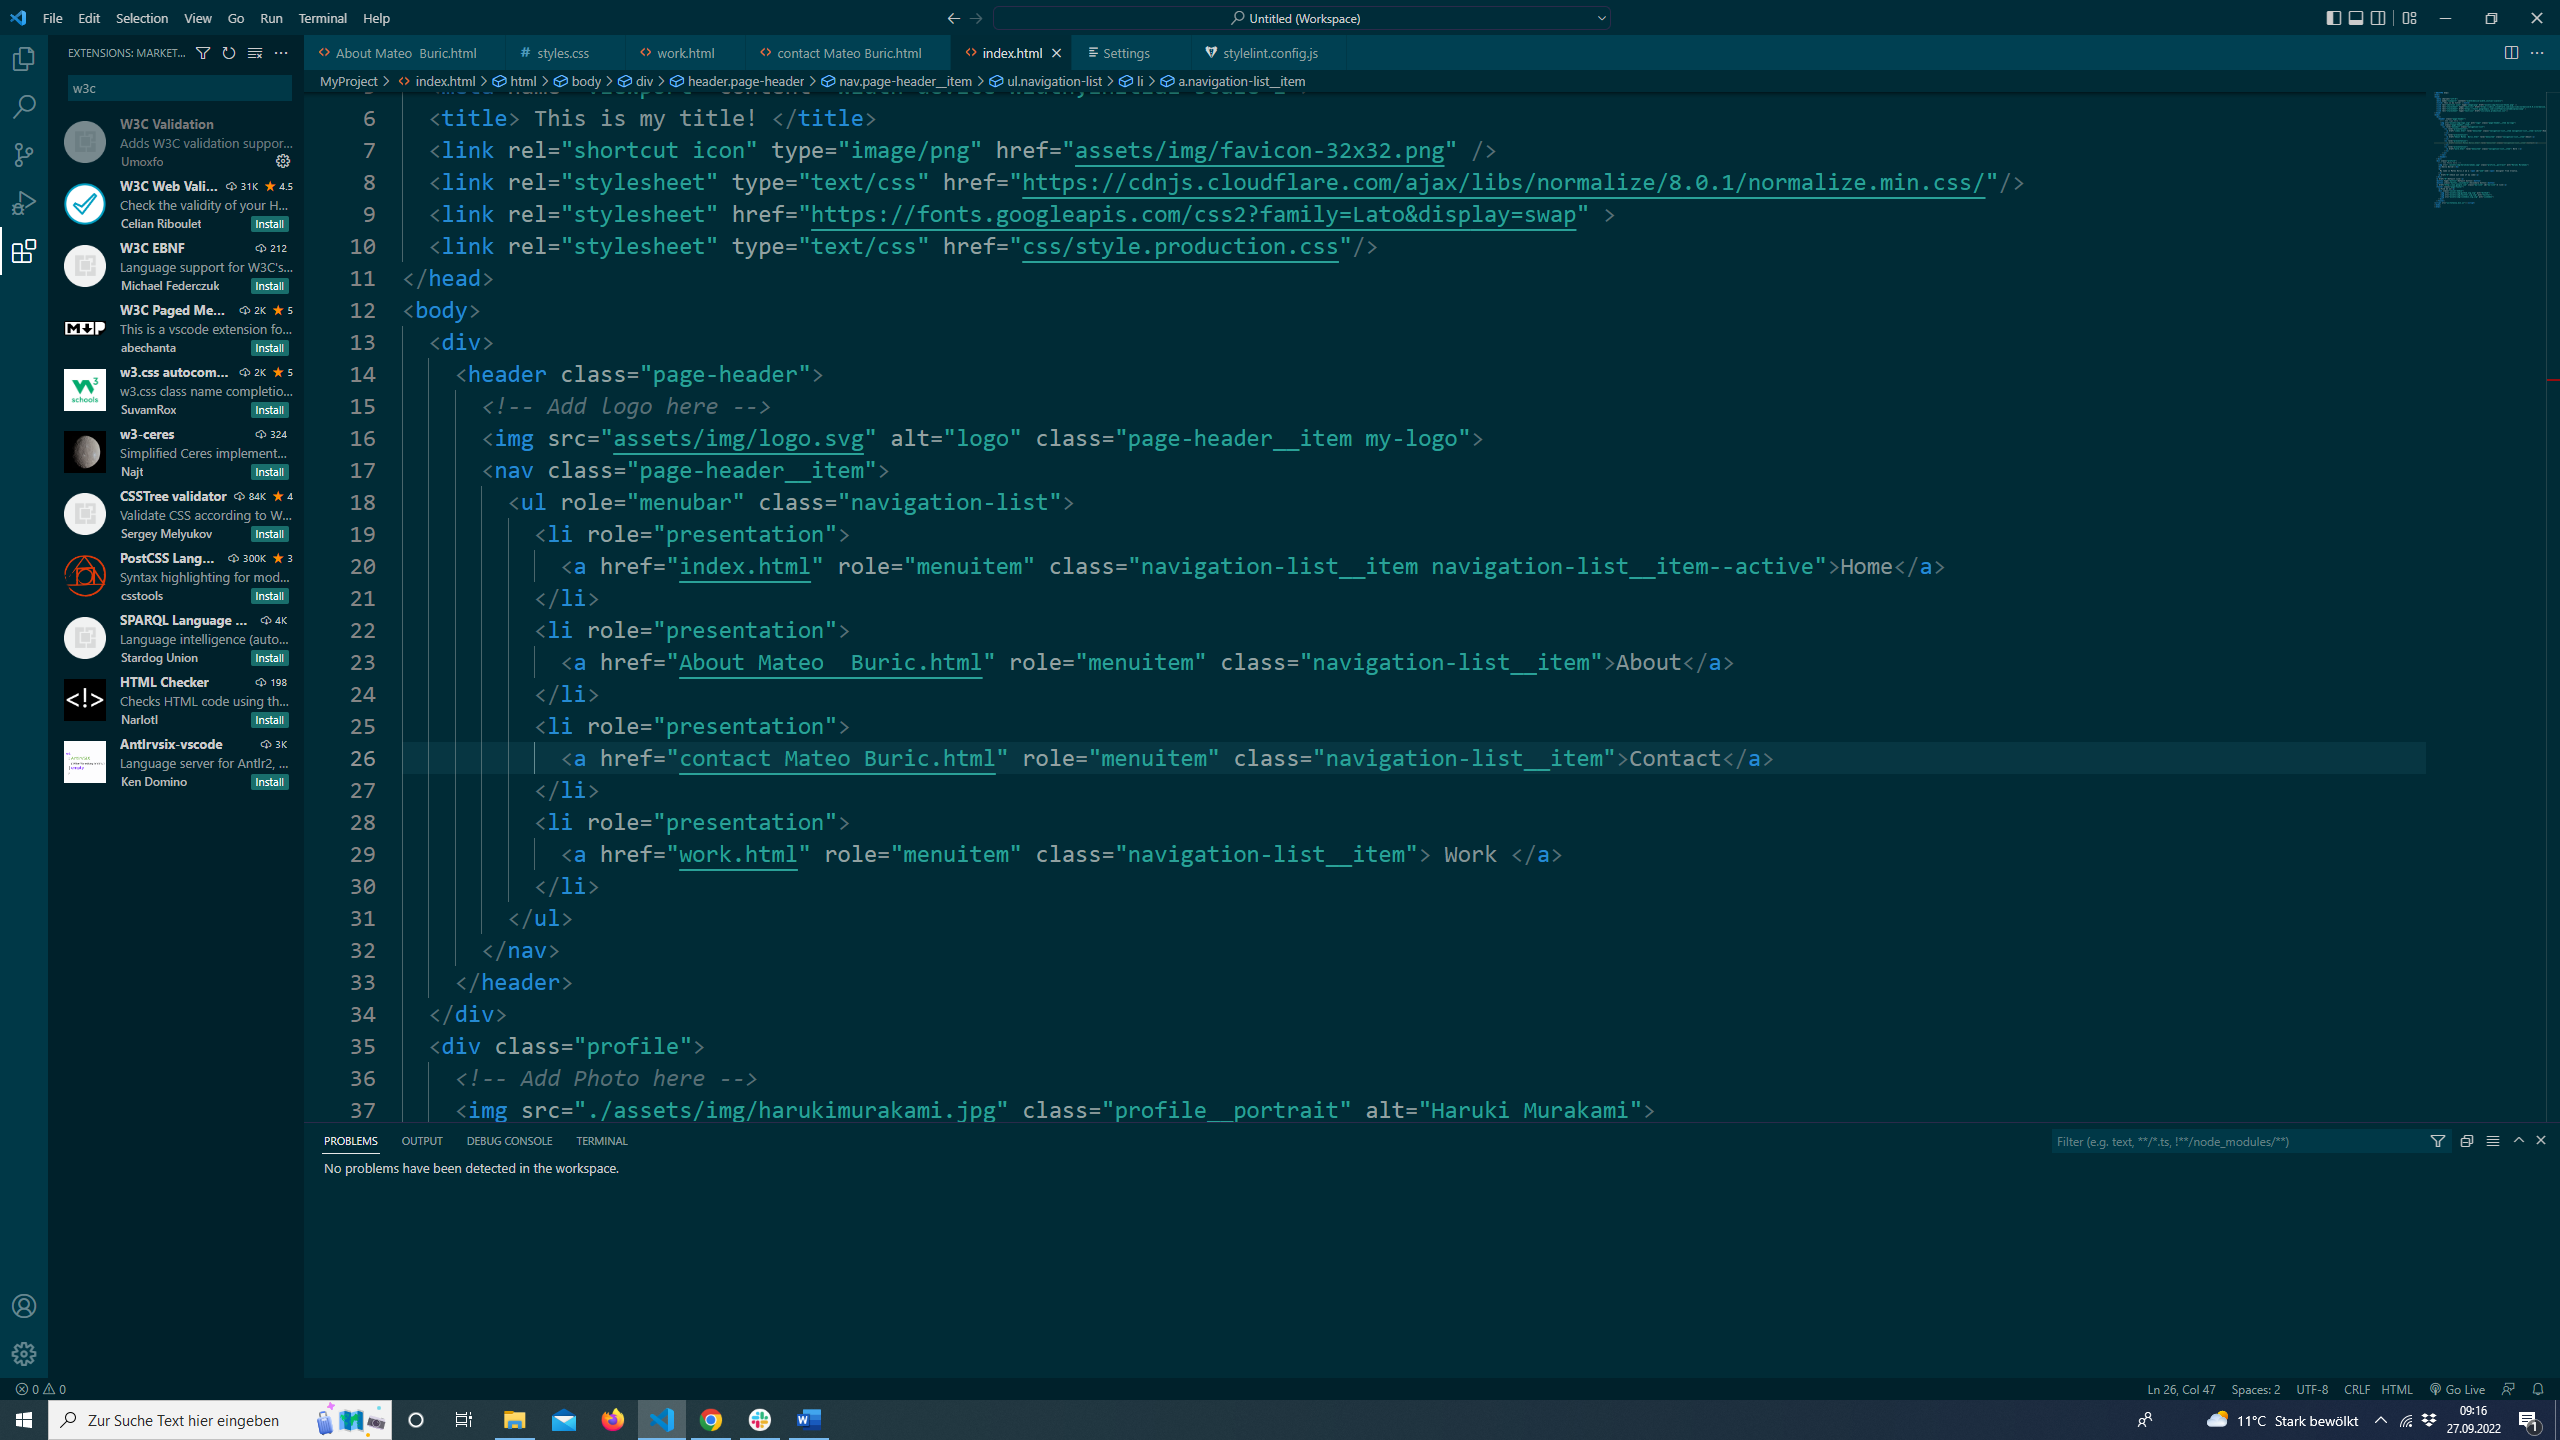 File Edit Selection View Go Run Terminal Help
Untitled (Workspace)
EXTENSIONS: MARKET...
w3c
W3C Validation
Adds W3C validation suppor...
Umoxfo
W3C Web Vali... 31K 4.5
Check the validity of your H...
Celian Riboulet Install
W3C EBNF 212
Language support for W3C's...
Michael Federczuk Install
W3C Paged Me... 2K 5
This is a vscode extension fo...
abechanta Install
w3.css autocom... 2K 5
w3.css class name completio...
SuvamRox Install
w3-ceres 324
Simplified Ceres implement...
Najt Install
CSSTree validator 84K 4
Validate CSS according to W...
Sergey Melyukov Install
PostCSS Lang... 300K 3
Syntax highlighting for mod...
csstools Install
SPARQL Language ... 4K
Language intelligence (auto...
Stardog Union Install
HTML Checker 198
Checks HTML code using th...
Narlotl Install
Antlrvsix-vscode 3K
Language server for Antlr2, ...
Ken Domino Install
About Mateo  Buric.html styles.css work.html contact Mateo Buric.html index.html Settings stylelint.config.js
MyProject > index.html > html > body > div > header.page-header > nav.page-header__item > ul.navigation-list > li > a.navigation-list__item
6 <title> This is my title! </title>
7 <link rel="shortcut icon" type="image/png" href="assets/img/favicon-32x32.png" />
8 <link rel="stylesheet" type="text/css" href="https://cdnjs.cloudflare.com/ajax/libs/normalize/8.0.1/normalize.min.css/"/>
9 <link rel="stylesheet" href="https://fonts.googleapis.com/css2?family=Lato&display=swap" >
10 <link rel="stylesheet" type="text/css" href="css/style.production.css"/>
11 </head>
12 <body>
13 <div>
14 <header class="page-header">
15 <!-- Add logo here -->
16 <img src="assets/img/logo.svg" alt="logo" class="page-header__item my-logo">
17 <nav class="page-header__item">
18 <ul role="menubar" class="navigation-list">
19 <li role="presentation">
20 <a href="index.html" role="menuitem" class="navigation-list__item navigation-list__item--active">Home</a>
21 </li>
22 <li role="presentation">
23 <a href="About Mateo  Buric.html" role="menuitem" class="navigation-list__item">About</a>
24 </li>
25 <li role="presentation">
26 <a href="contact Mateo Buric.html" role="menuitem" class="navigation-list__item">Contact</a>
27 </li>
28 <li role="presentation">
29 <a href="work.html" role="menuitem" class="navigation-list__item"> Work </a>
30 </li>
31 </ul>
32 </nav>
33 </header>
34 </div>
35 <div class="profile">
36 <!-- Add Photo here -->
37 <img src="./assets/img/harukimurakami.jpg" class="profile__portrait" alt="Haruki Murakami">
PROBLEMS OUTPUT DEBUG CONSOLE TERMINAL
Filter (e.g. text, **/*.ts, !**/node_modules/**)
No problems have been detected in the workspace.
0 0
Ln 26, Col 47 Spaces: 2 UTF-8 CRLF HTML Go Live
Zur Suche Text hier eingeben
11°C Stark bewölkt
09:16
27.09.2022
1